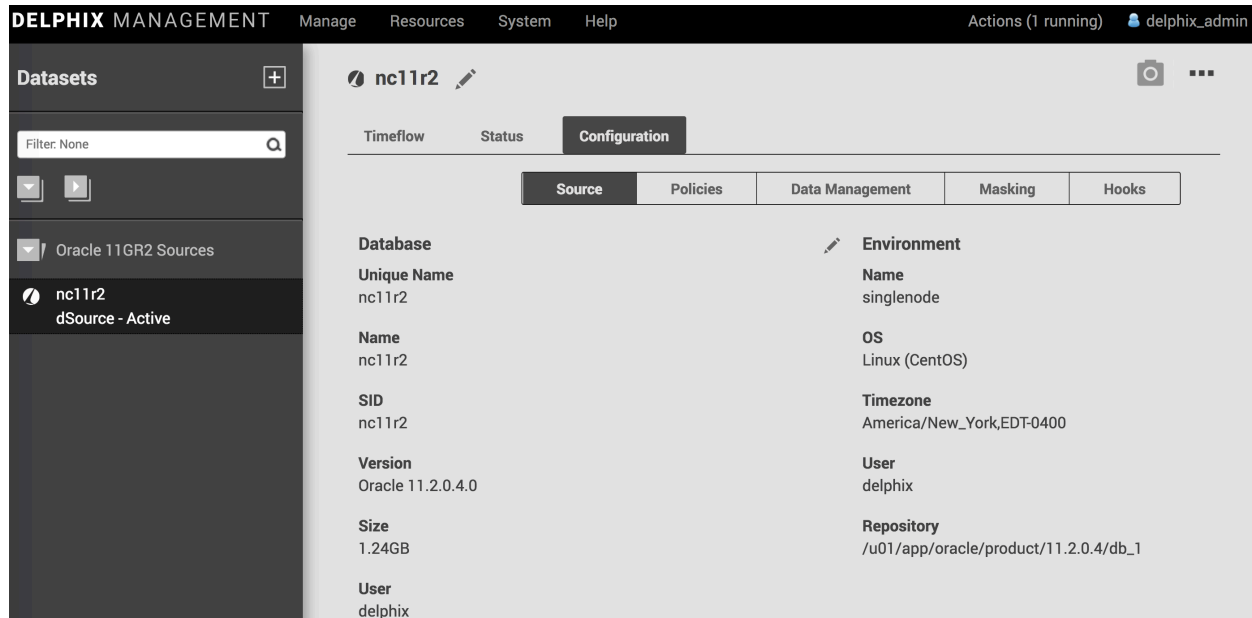 DELPHIX MANAGEMENT Manage Resources System Help Actions (1 running) delphix_admin
Datasets
Filter: None
Oracle 11GR2 Sources
nc11r2
dSource - Active
nc11r2
Timeflow Status Configuration
Source Policies Data Management Masking Hooks
Database
Unique Name
nc11r2
Name
nc11r2
SID
nc11r2
Version
Oracle 11.2.0.4.0
Size
1.24GB
User
delphix
Environment
Name
singlenode
OS
Linux (CentOS)
Timezone
America/New_York,EDT-0400
User
delphix
Repository
/u01/app/oracle/product/11.2.0.4/db_1